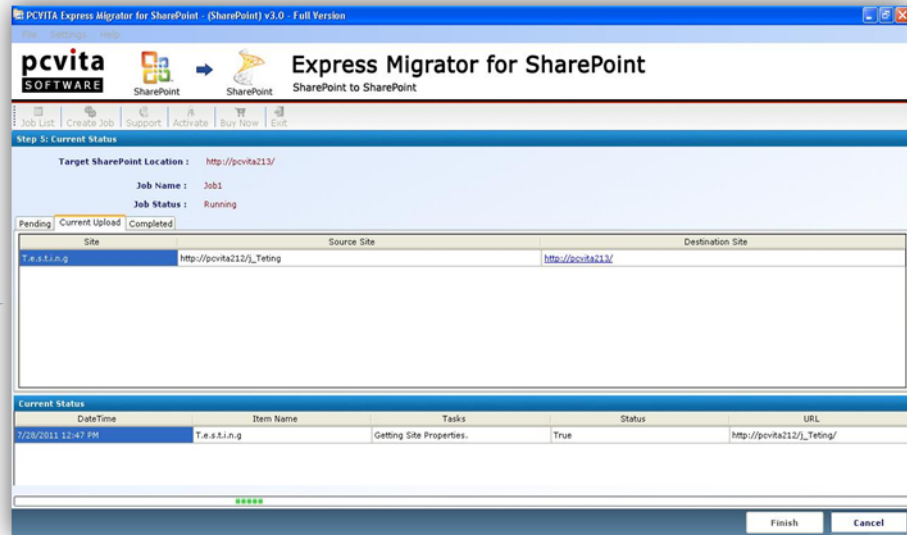 PCVITA Express Migrator for SharePoint - (SharePoint) v3.0 - Full Version
File Settings Help
pcvita
SOFTWARE
SharePoint
SharePoint
Express Migrator for SharePoint
SharePoint to SharePoint
Job List Create Job Support Activate Buy Now Exit
Step 5: Current Status
Target SharePoint Location : http://pcvita213/
Job Name : Job1
Job Status : Running
Pending Current Upload Completed
Site Source Site Destination Site
T.e.s.t.i.n.g http://pcvita212/j_Teting http://pcvita213/
Current Status
DateTime Item Name Tasks Status URL
7/28/2011 12:47 PM T.e.s.t.i.n.g Getting Site Properties. True http://pcvita212/j_Teting/
Finish Cancel